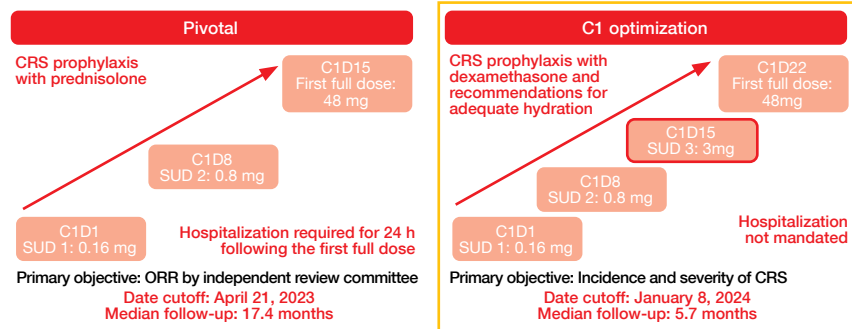 Pivotal
CRS prophylaxis
with prednisolone
C1D15
First full dose:
48 mg
C1D8
SUD 2: 0.8 mg
C1D1
SUD 1: 0.16 mg
Hospitalization required for 24 h
following the first full dose
Primary objective: ORR by independent review committee
Date cutoff: April 21, 2023
Median follow-up: 17.4 months
C1 optimization
CRS prophylaxis with
dexamethasone and
recommendations for
adequate hydration
C1D22
First full dose:
48mg
C1D15
SUD 3: 3mg
C1D8
SUD 2: 0.8 mg
C1D1
SUD 1: 0.16 mg
Hospitalization
not mandated
Primary objective: Incidence and severity of CRS
Date cutoff: January 8, 2024
Median follow-up: 5.7 months